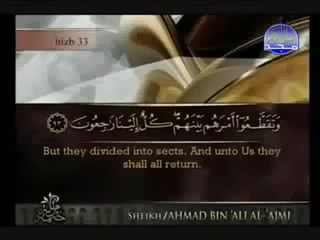 hizb 33
وَتَقَطَّعُوٓا۟ أَمْرَهُم بَيْنَهُمْ ۖ كُلٌّ إِلَيْنَا رَٰجِعُونَ ٩٣
But they divided into sects. And unto Us they
shall all return.
SHEIKH/AHMAD BIN 'ALI AL-'AJMI